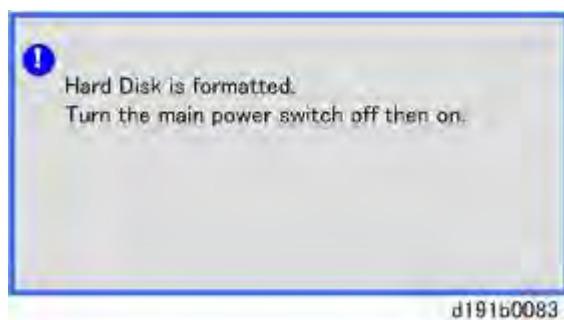 Hard Disk is formatted.
Turn the main power switch off then on.
d191b0083